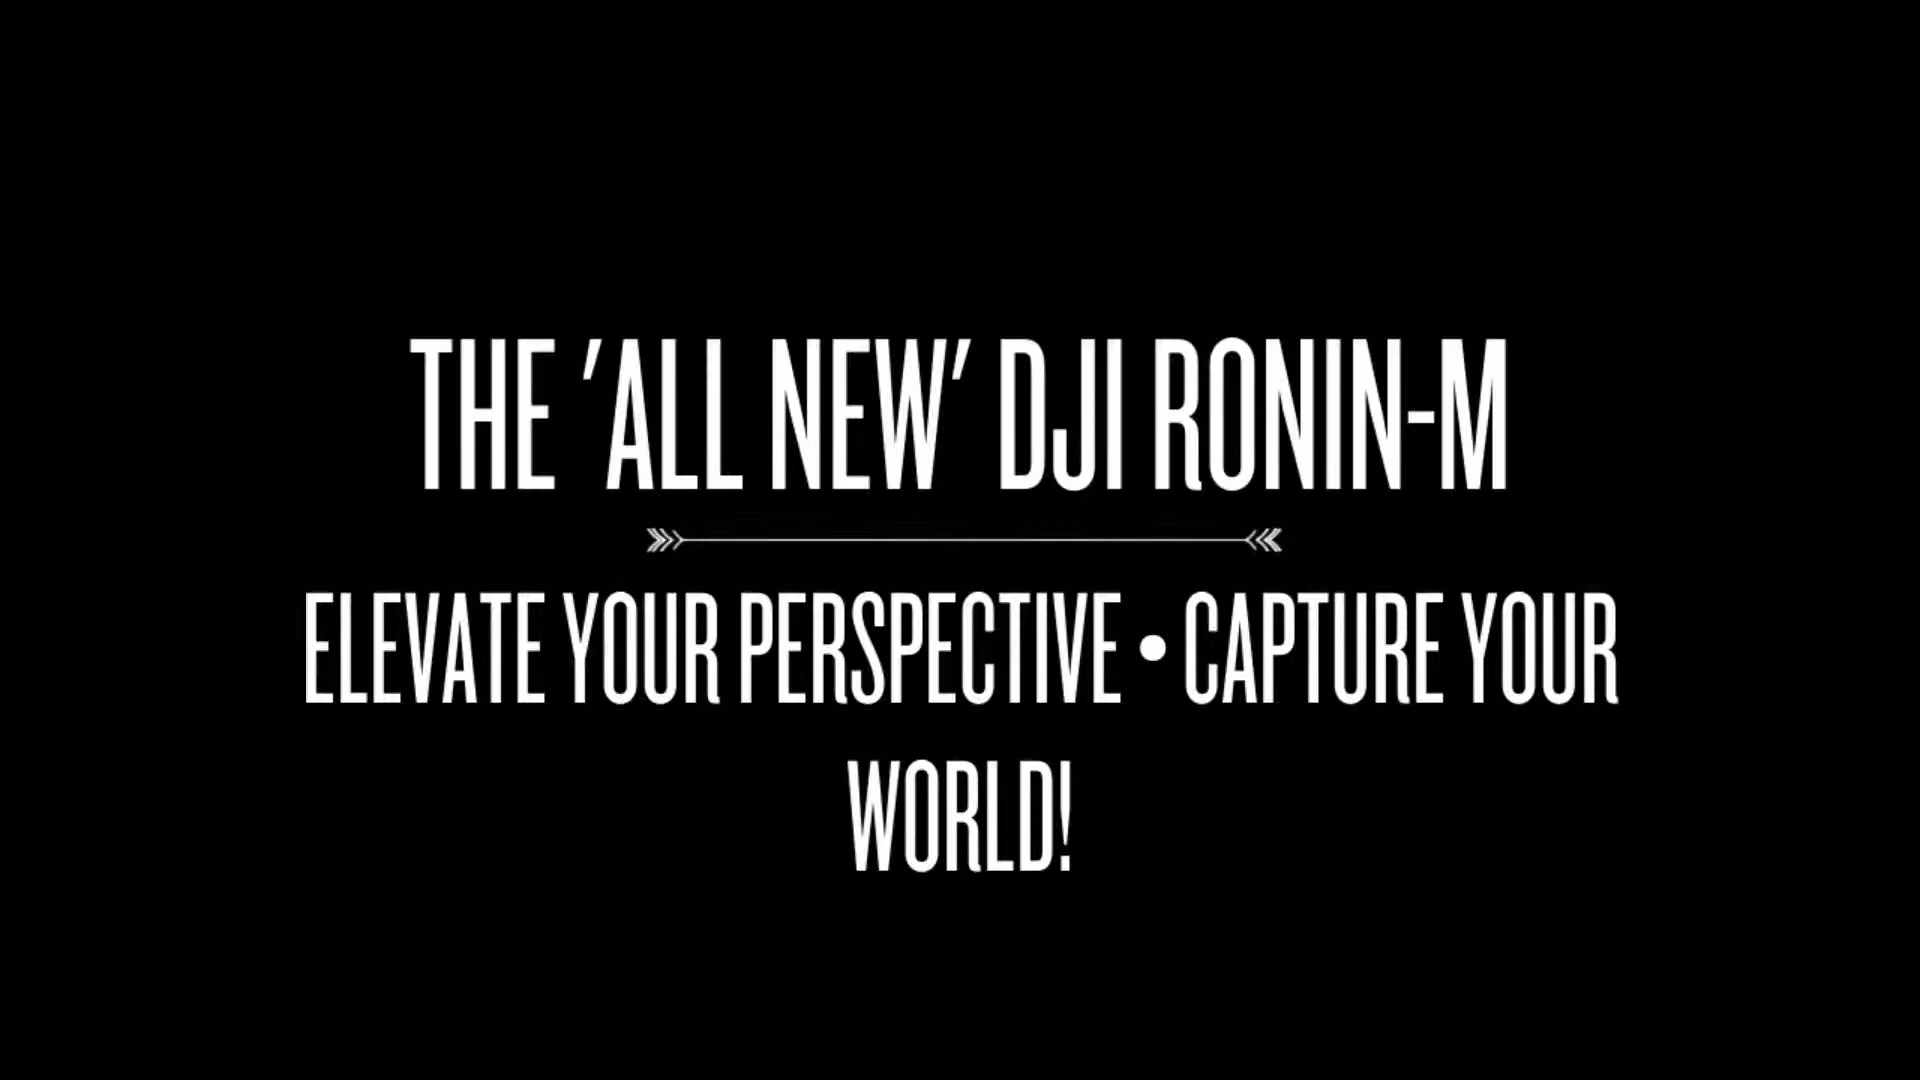 THE 'ALL NEW' DJI RONIN-M
ELEVATE YOUR PERSPECTIVE • CAPTURE YOUR
WORLD!